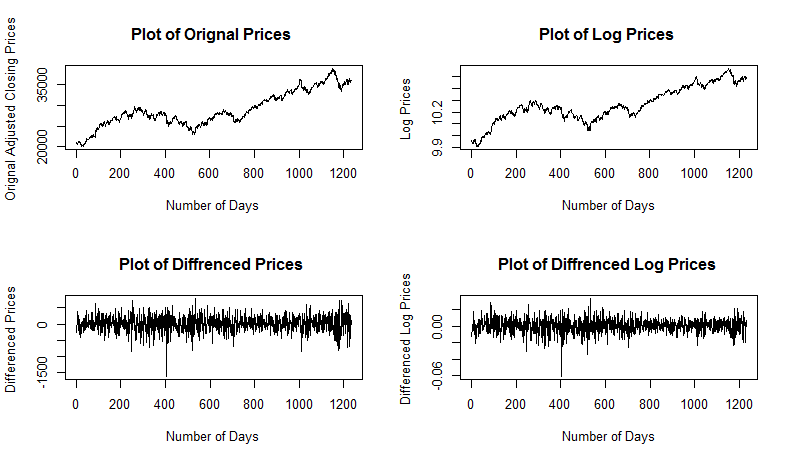 Plot of Orignal Prices
Orignal Adjusted Closing Prices
35000
20000
0 200 400 600 800 1000 1200
Number of Days
Plot of Log Prices
Log Prices
10.2
9.9
0 200 400 600 800 1000 1200
Number of Days
Plot of Diffrenced Prices
Differenced Prices
0
-1500
0 200 400 600 800 1000 1200
Number of Days
Plot of Diffrenced Log Prices
Differenced Log Prices
0.00
-0.06
0 200 400 600 800 1000 1200
Number of Days